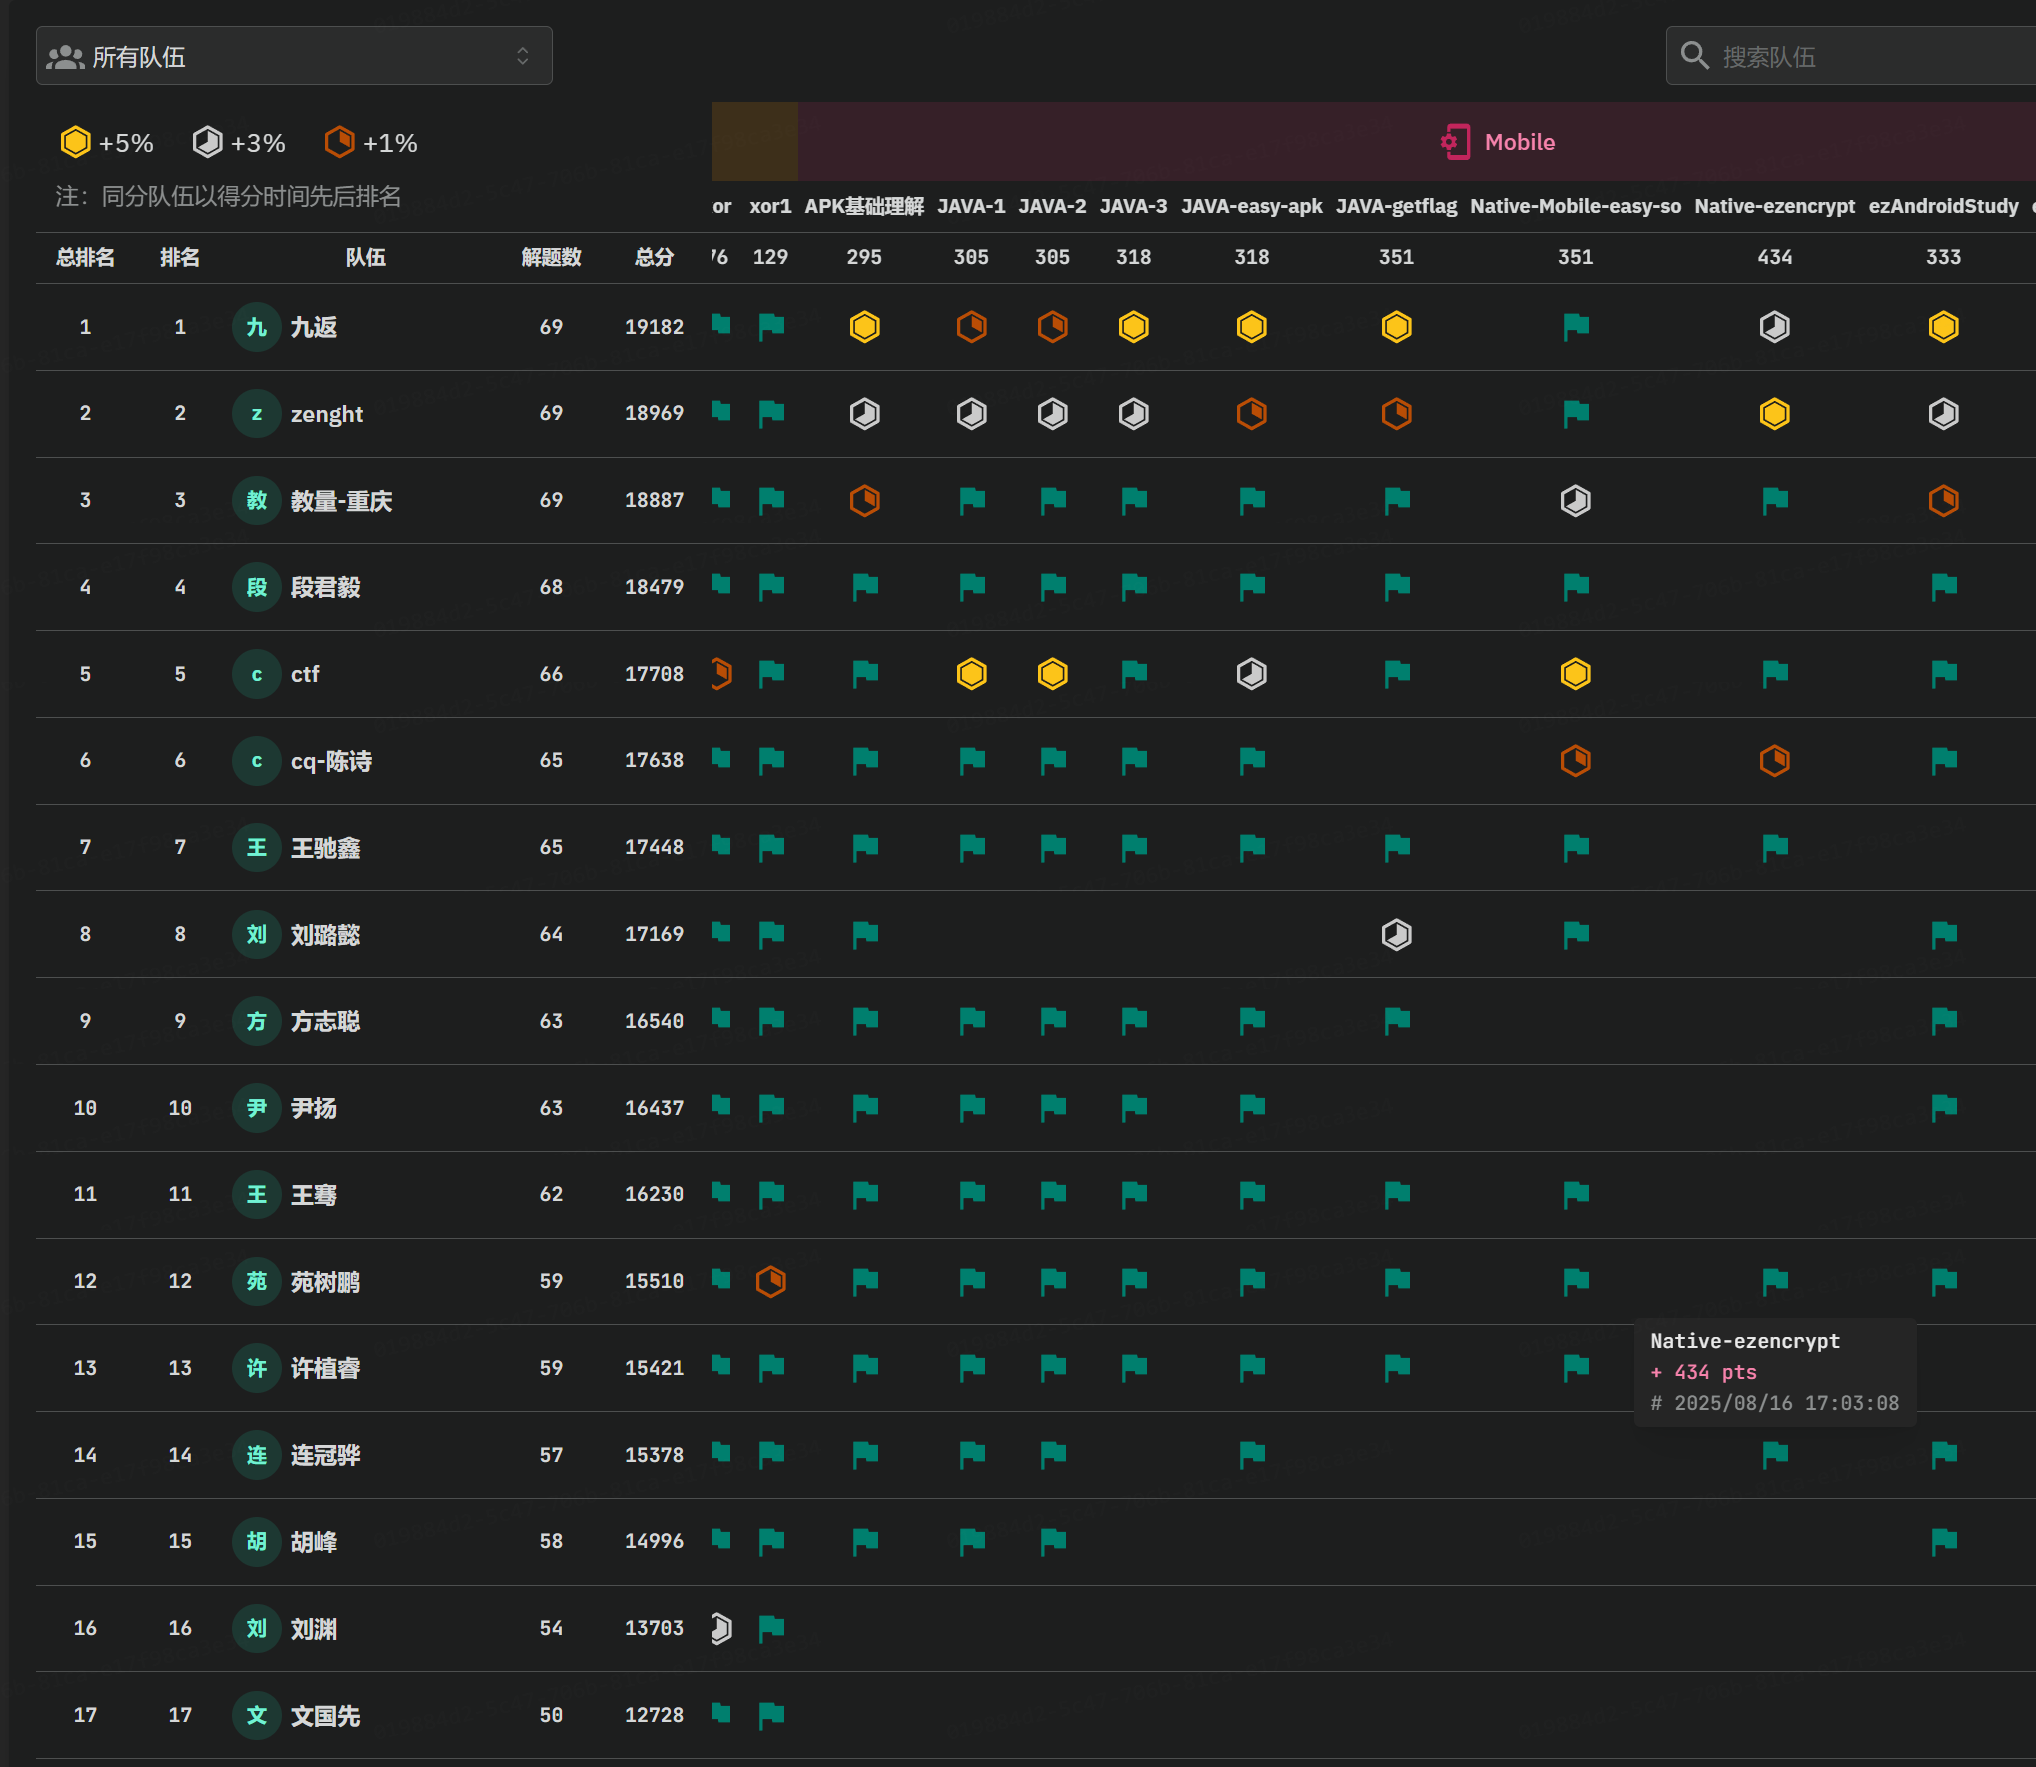 所有队伍
搜索队伍
+5% +3% +1%
Mobile
注：同分队伍以得分时间先后排名
or xor1 APK基础理解 JAVA-1 JAVA-2 JAVA-3 JAVA-easy-apk JAVA-getflag Native-Mobile-easy-so Native-ezencrypt ezAndroidStudy
总排名 排名 队伍 解题数 总分 76 129 295 305 305 318 318 351 351 434 333
1 1 九 九返 69 19182
2 2 z zenght 69 18969
3 3 教 教量-重庆 69 18887
4 4 段 段君毅 68 18479
5 5 c ctf 66 17708
6 6 c cq-陈诗 65 17638
7 7 王 王驰鑫 65 17448
8 8 刘 刘璐懿 64 17169
9 9 方 方志聪 63 16540
10 10 尹 尹扬 63 16437
11 11 王 王骞 62 16230
12 12 苑 苑树鹏 59 15510
13 13 许 许植睿 59 15421
Native-ezencrypt
+ 434 pts
# 2025/08/16 17:03:08
14 14 连 连冠骅 57 15378
15 15 胡 胡峰 58 14996
16 16 刘 刘渊 54 13703
17 17 文 文国先 50 12728